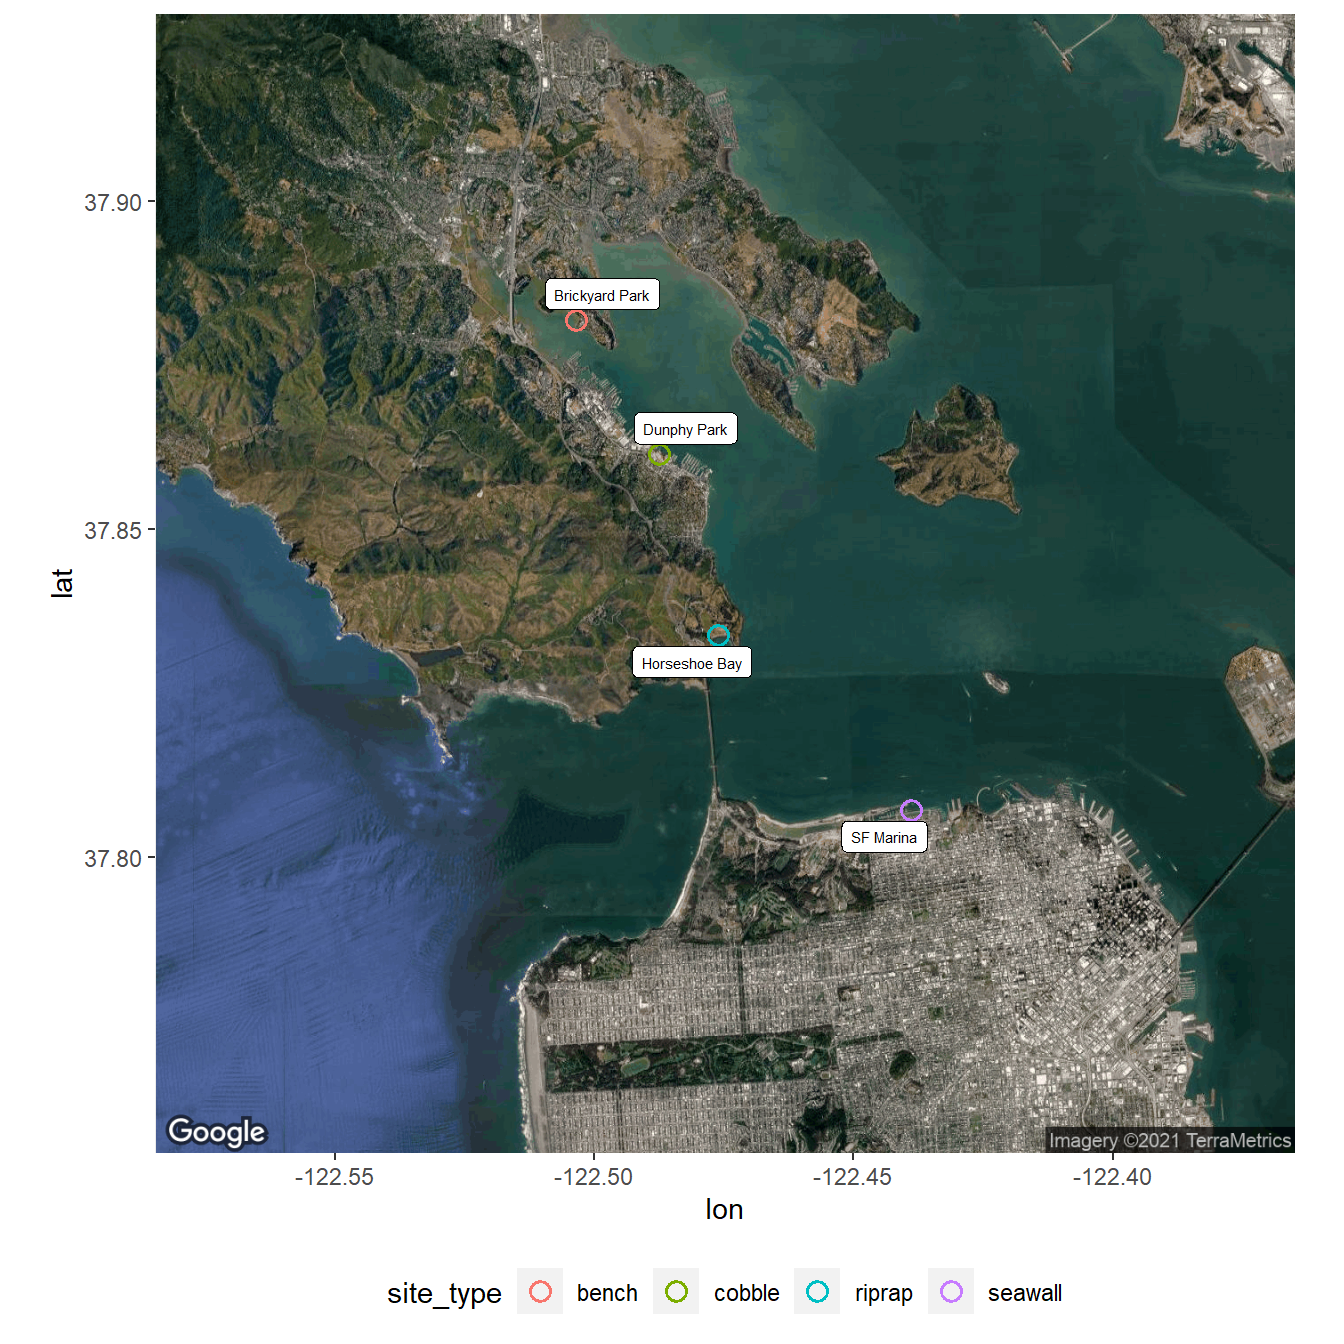 37.90
Brickyard Park
Dunphy Park
37.85
lat
Horseshoe Bay
SF Marina
37.80
Google
Imagery ©2021 TerraMetrics
-122.55 -122.50 -122.45 -122.40
lon
site_type bench cobble riprap seawall